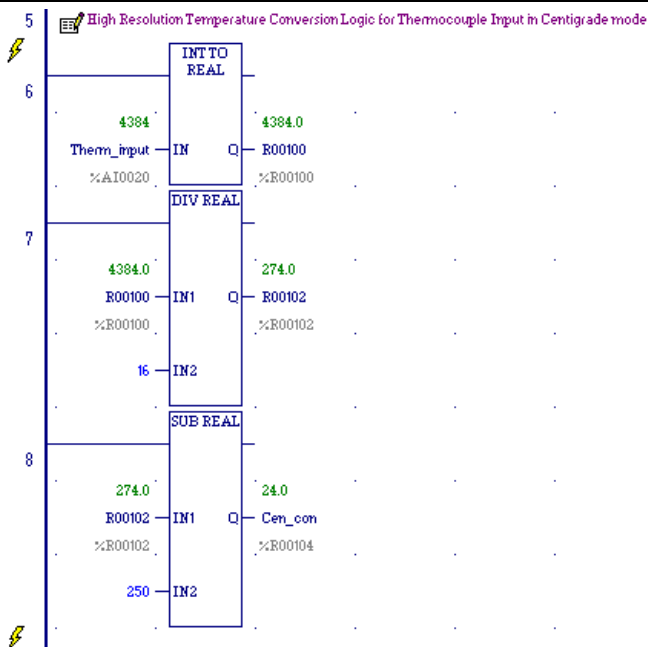 5 High Resolution Temperature Conversion Logic for Thermocouple Input in Centigrade mode
INT TO
REAL
6
4384 4384.0
Therm_input IN Q R00100
%AI0020 %R00100
DIV REAL
7
4384.0 274.0
R00100 IN1 Q R00102
%R00100 %R00102
16 IN2
SUB REAL
8
274.0 24.0
R00102 IN1 Q Cen_con
%R00102 %R00104
250 IN2